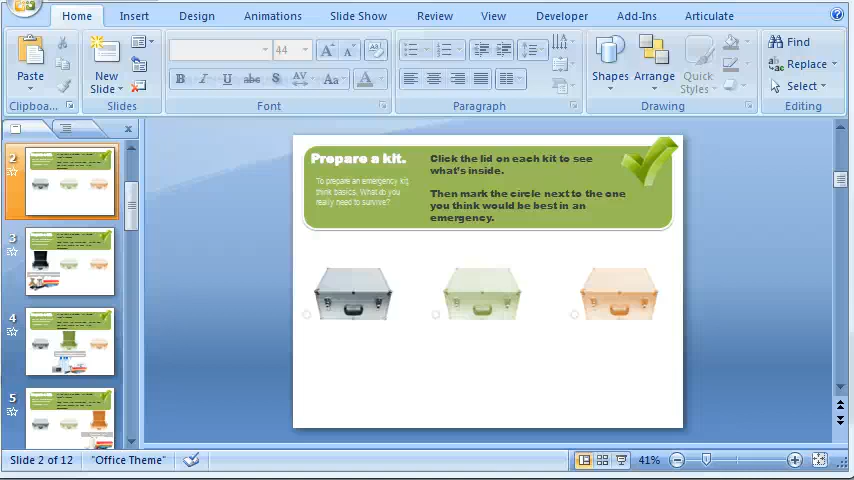 Home Insert Design Animations Slide Show Review View Developer Add-Ins Articulate
44 Find
Paste New Slide Shapes Arrange Quick Styles Replace
B I U abc S AV Aa A Select
Clipboa... Slides Font Paragraph Drawing Editing
2
3
4
5
Prepare a kit.
To prepare an emergency kit,
think basics. What do you
really need to survive?
Click the lid on each kit to see
what's inside.
Then mark the circle next to the one
you think would be best in an
emergency.
Slide 2 of 12 "Office Theme" 41%